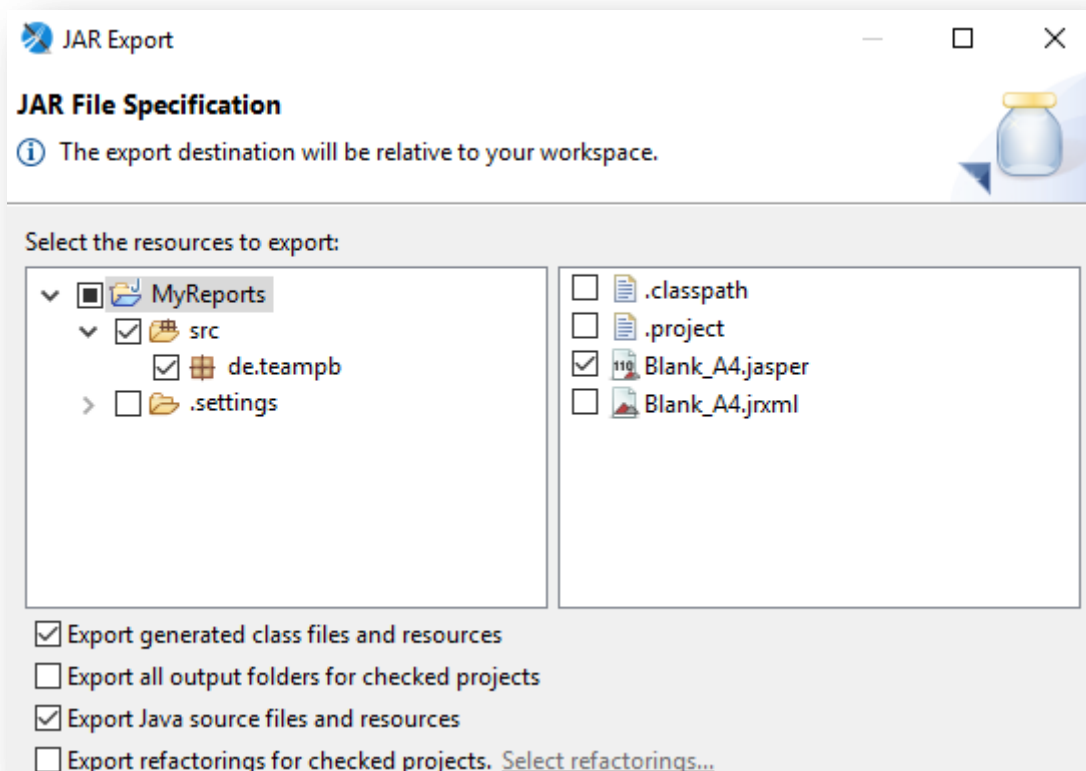 JAR Export
JAR File Specification
The export destination will be relative to your workspace.
Select the resources to export:
MyReports
src
de.teampb
.settings
.classpath
.project
Blank_A4.jasper
Blank_A4.jrxml
Export generated class files and resources
Export all output folders for checked projects
Export Java source files and resources
Export refactorings for checked projects. Select refactorings...